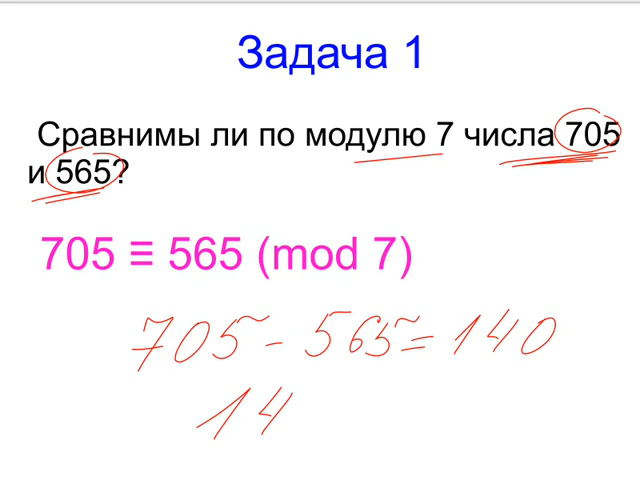 Задача 1
Сравнимы ли по модулю 7 числа 705
и 565?
705 ≡ 565 (mod 7)
705 - 565 = 140
14